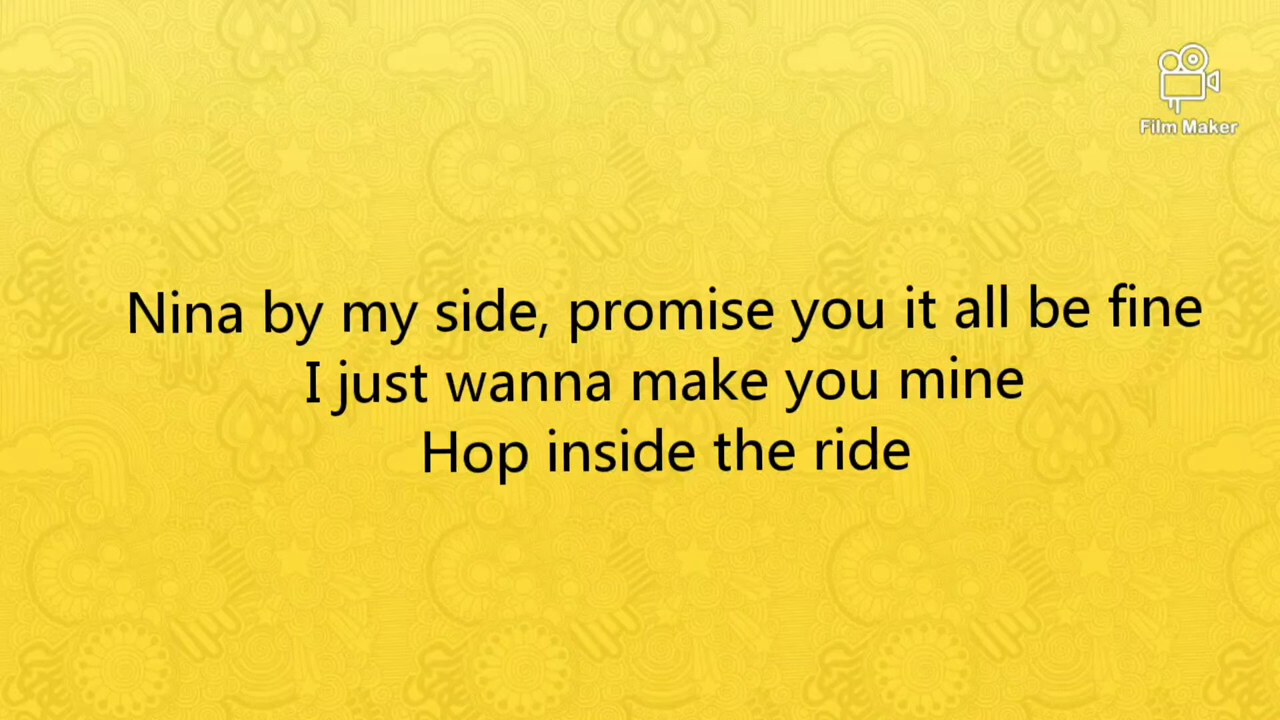 Film Maker
Nina by my side, promise you it all be fine
I just wanna make you mine
Hop inside the ride